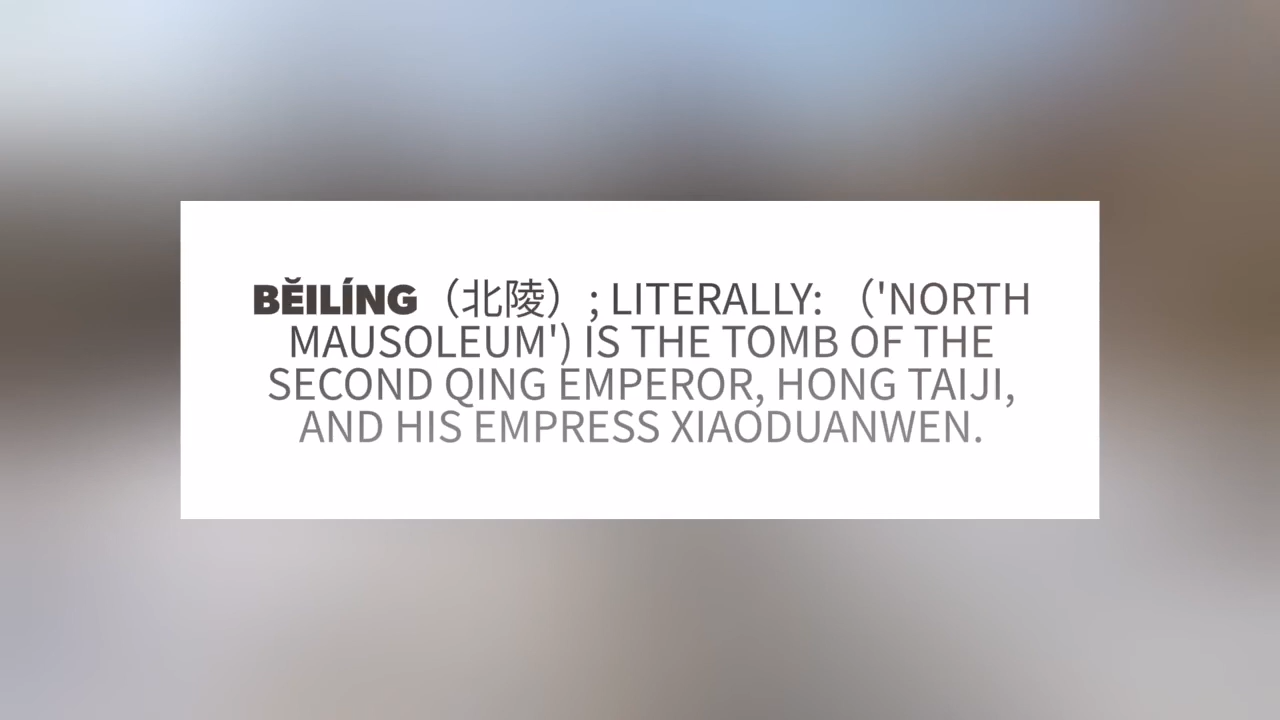 BĚILÍNG （北陵）; LITERALLY: （'NORTH
MAUSOLEUM') IS THE TOMB OF THE
SECOND QING EMPEROR, HONG TAIJI,
AND HIS EMPRESS XIAODUANWEN.